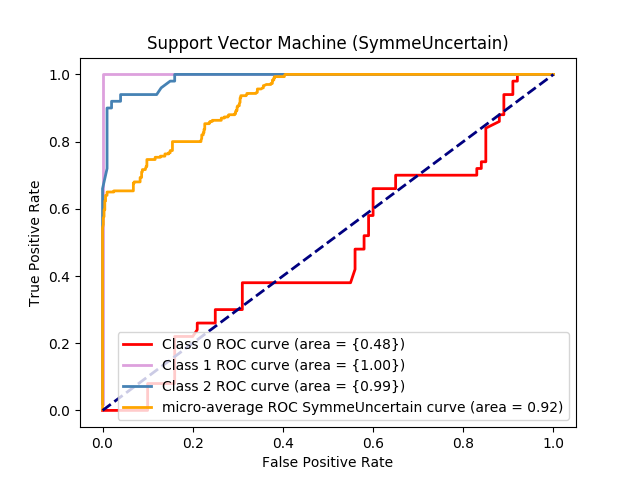 Support Vector Machine (SymmeUncertain)
True Positive Rate
1.0
0.8
0.6
0.4
0.2
0.0
Class 0 ROC curve (area = {0.48})
Class 1 ROC curve (area = {1.00})
Class 2 ROC curve (area = {0.99})
micro-average ROC SymmeUncertain curve (area = 0.92)
0.0 0.2 0.4 0.6 0.8 1.0
False Positive Rate